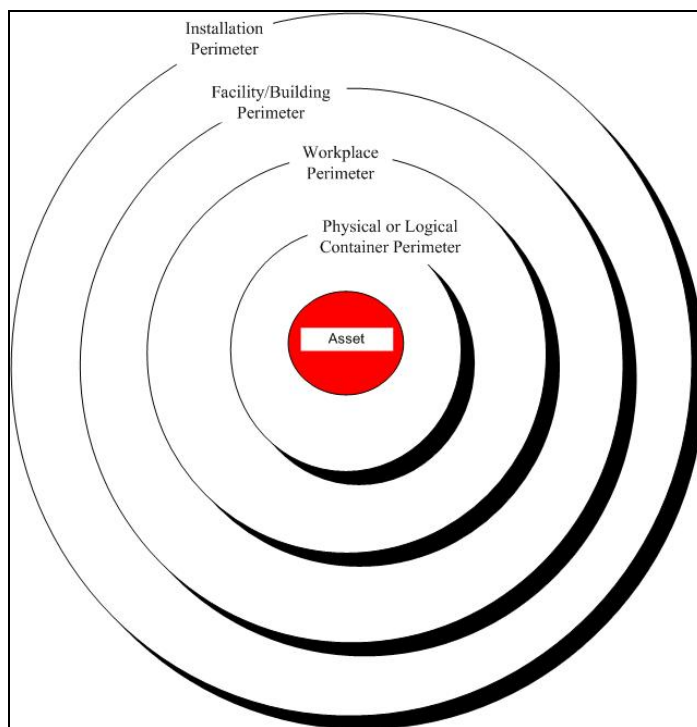 Installation
Perimeter
Facility/Building
Perimeter
Workplace
Perimeter
Physical or Logical
Container Perimeter
Asset